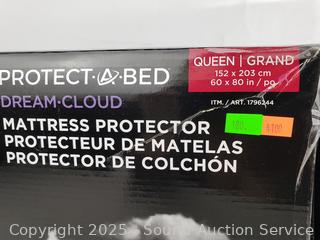 QUEEN | GRAND
152 x 203 cm
60 x 80 in / po
ITM. / ART. 1796244
PROTECT·A·BED
DREAM·CLOUD
MATTRESS PROTECTOR
PROTECTEUR DE MATELAS
PROTECTOR DE COLCHÓN
Copyright 2025 Sound Auction Service